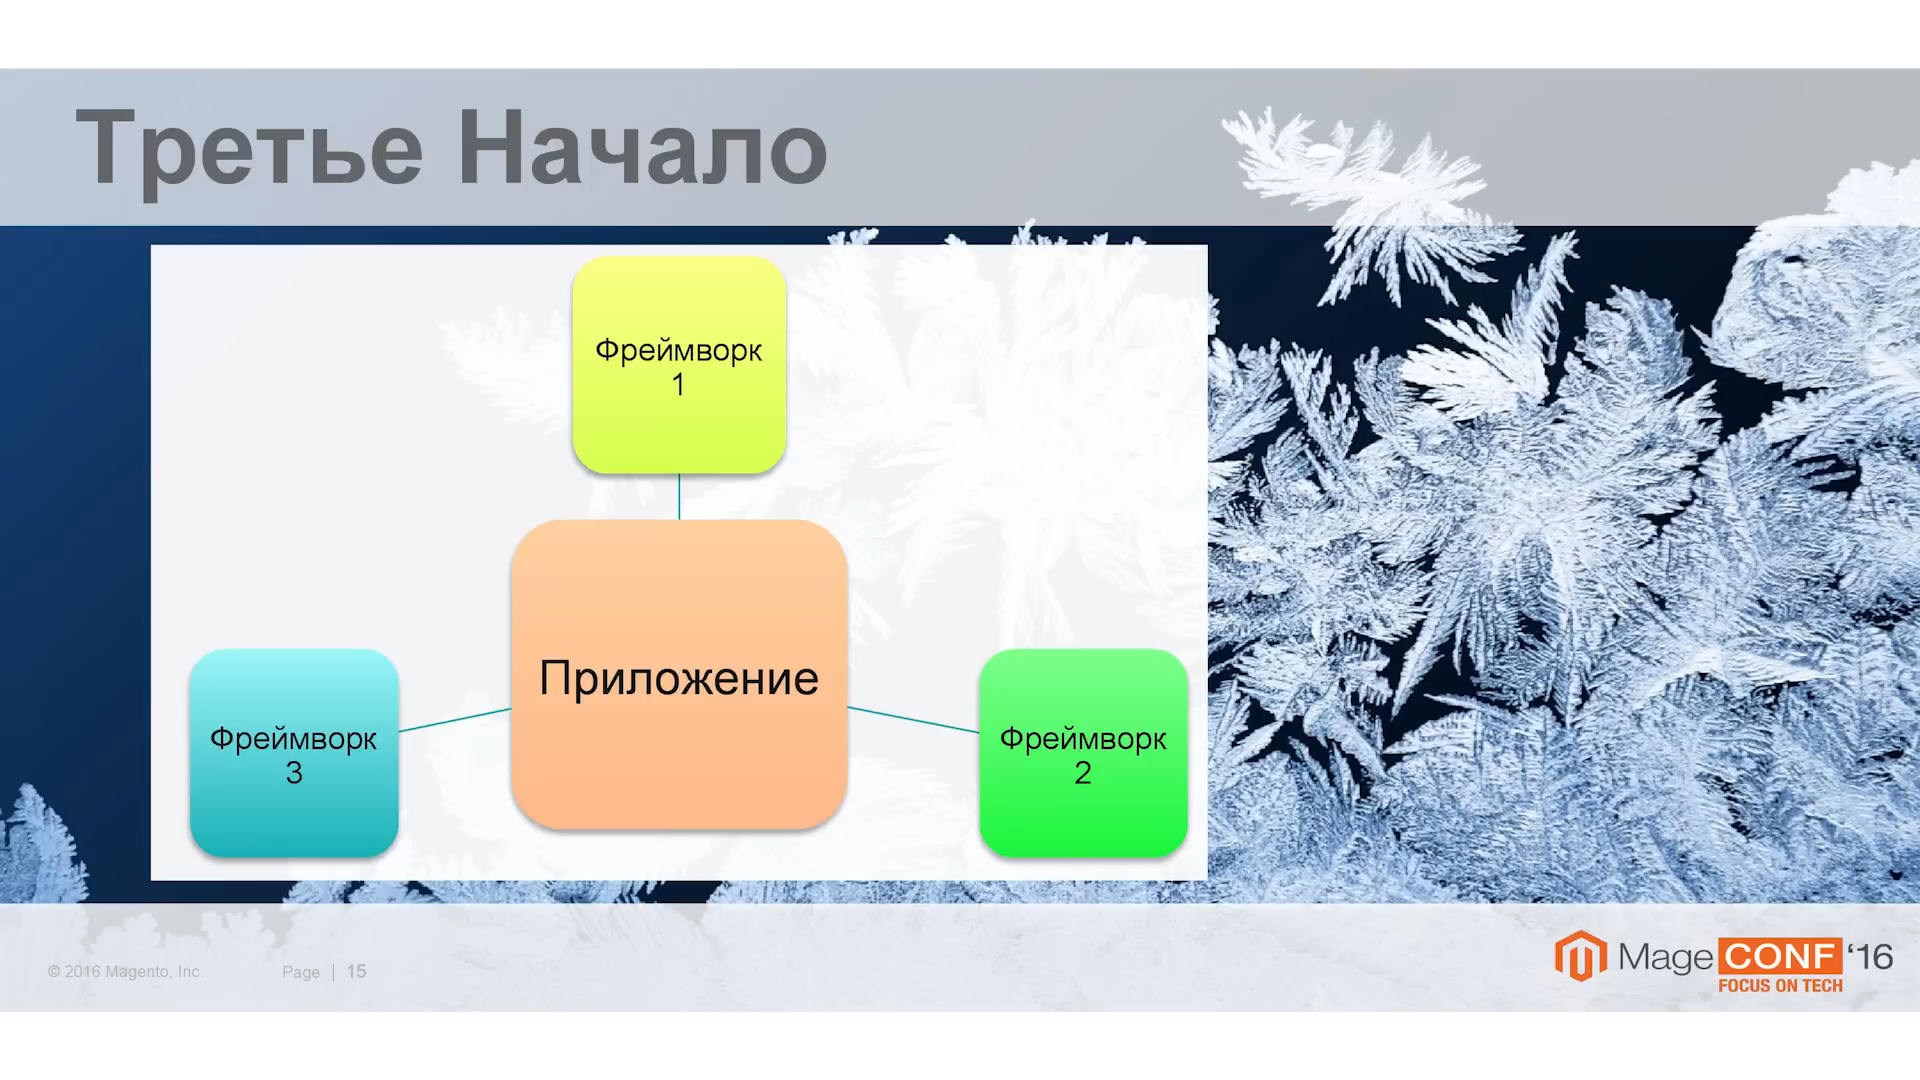 Третье Начало
Фреймворк
1
Приложение
Фреймворк
3
Фреймворк
2
© 2016 Magento, Inc.
Page | 15
Mage CONF ‘16
FOCUS ON TECH